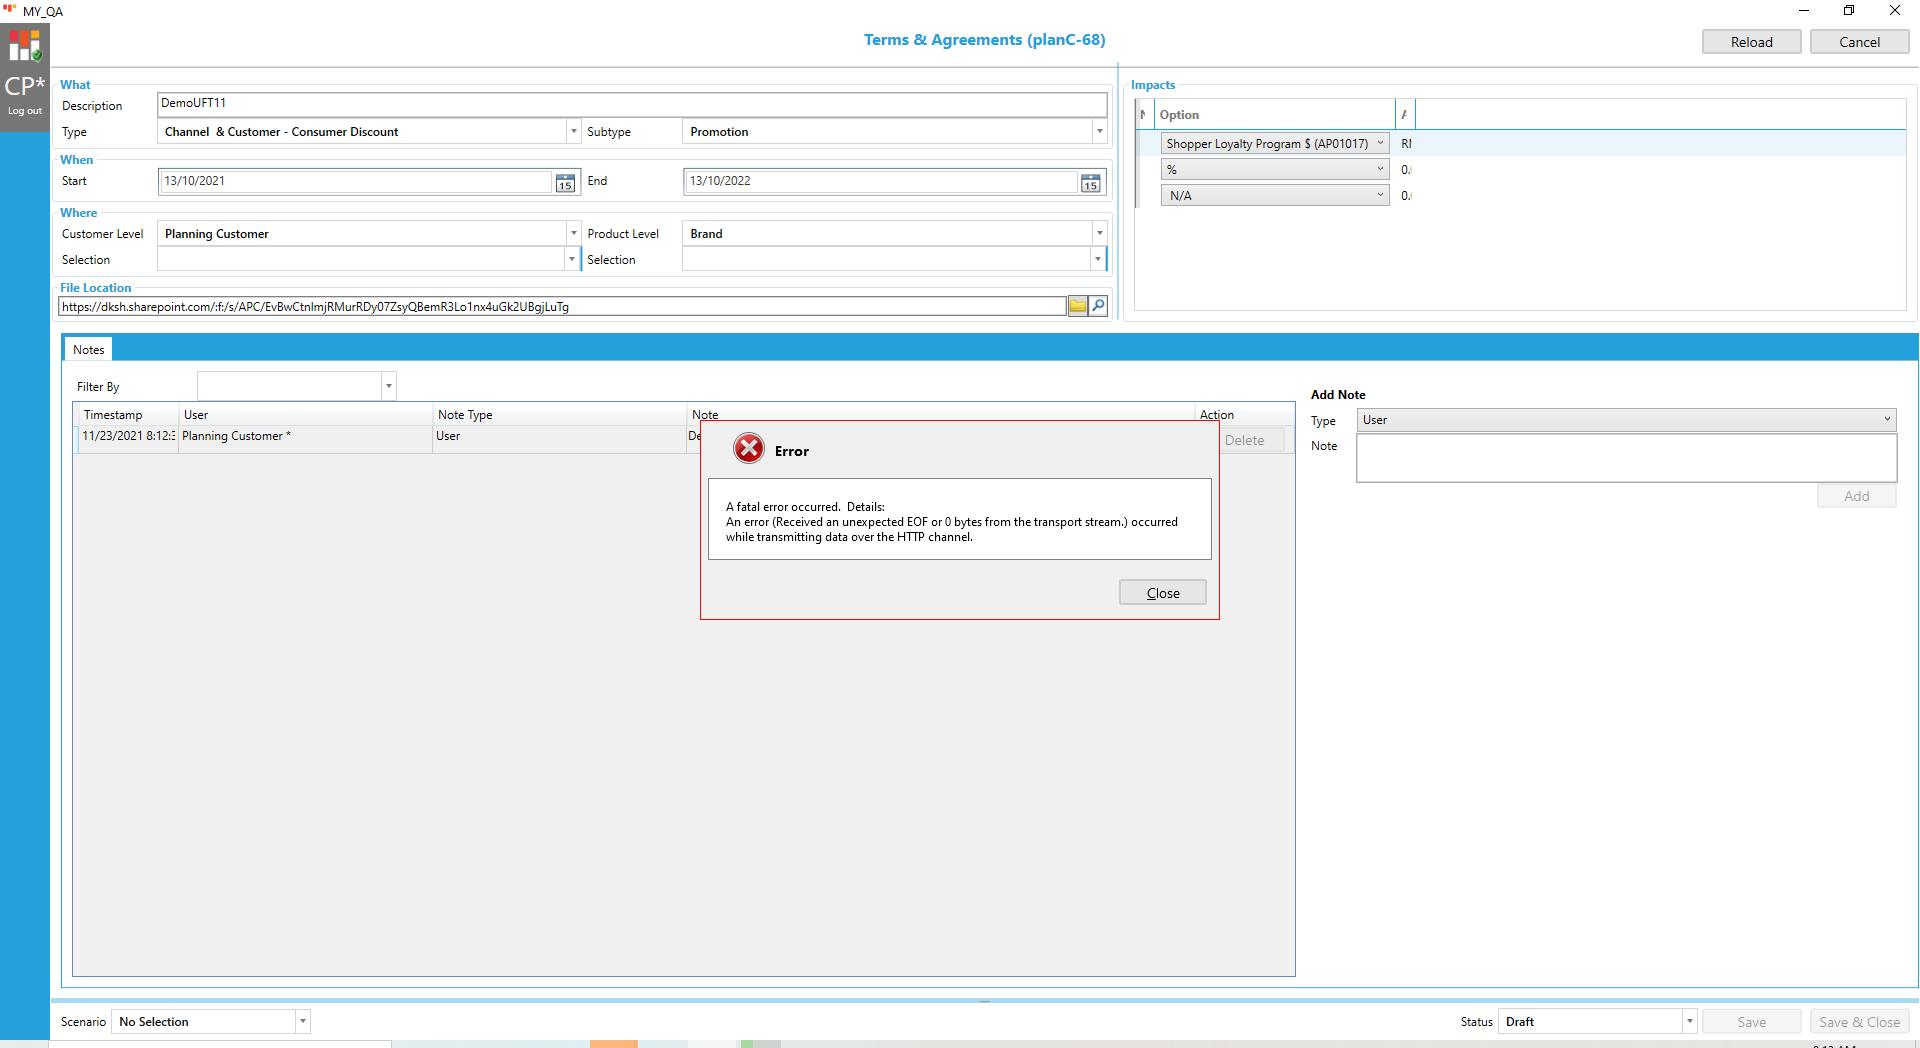 MY_QA
CP*
Log out
Terms & Agreements (planC-68)
Reload
Cancel
What
Description
DemoUFT11
Type
Channel & Customer - Consumer Discount
Subtype
Promotion
When
Start
13/10/2021
15
End
13/10/2022
15
Where
Customer Level
Planning Customer
Product Level
Brand
Selection
Selection
File Location
https://dksh.sharepoint.com/:f:/s/APC/EvBwCtnlmjRMurRDy07ZsyQBemR3Lo1nx4uGk2UBgjLuTg
Impacts
Option
Shopper Loyalty Program $ (AP01017)
%
0.
N/A
0.
Notes
Filter By
Timestamp User Note Type Note Action
11/23/2021 8:12: Planning Customer * User De Delete
Error
A fatal error occurred. Details:
An error (Received an unexpected EOF or 0 bytes from the transport stream.) occurred
while transmitting data over the HTTP channel.
Close
Add Note
Type
User
Note
Add
Scenario
No Selection
Status
Draft
Save
Save & Close